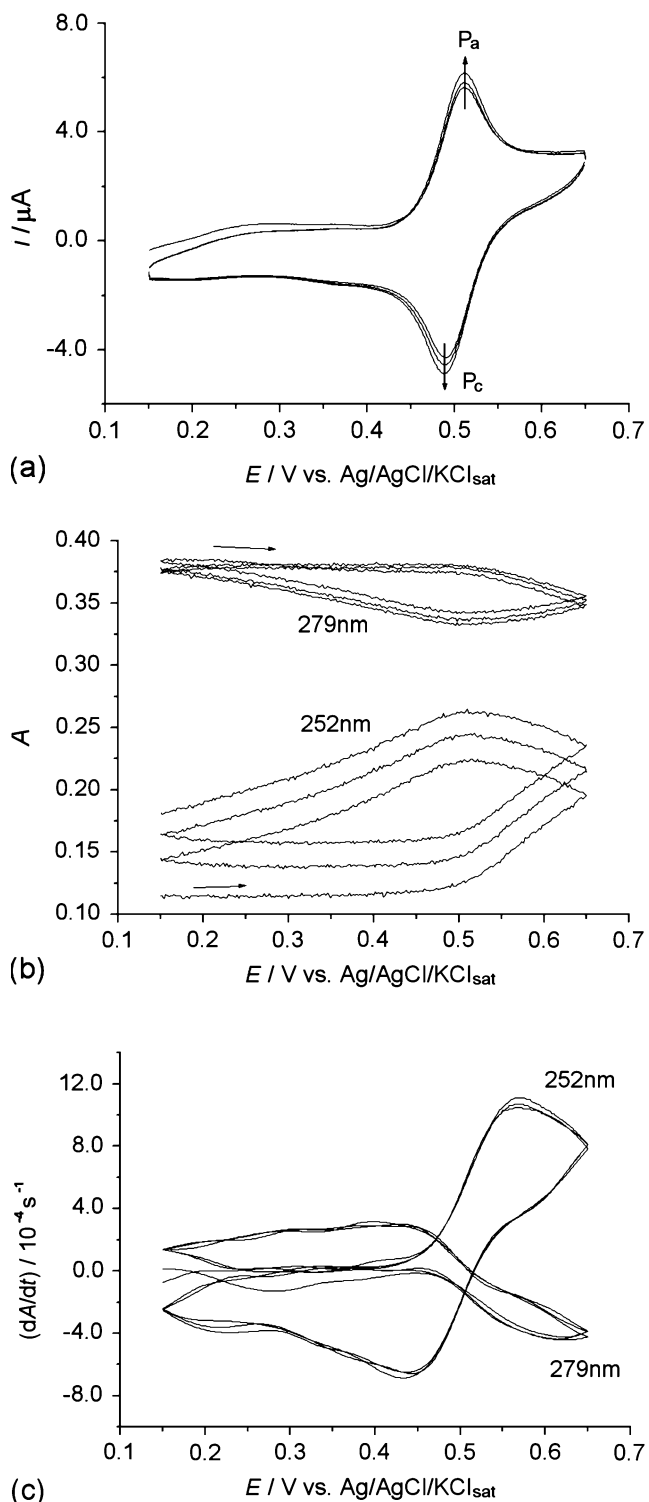 8.0
4.0
0.0
-4.0
I / μA
Pa
Pc
0.1 0.2 0.3 0.4 0.5 0.6 0.7
(a)
E / V vs. Ag/AgCl/KClsat
0.40
0.35
0.30
0.25
0.20
0.15
0.10
A
279nm
252nm
0.1 0.2 0.3 0.4 0.5 0.6 0.7
(b)
E / V vs. Ag/AgCl/KClsat
12.0
8.0
4.0
0.0
-4.0
-8.0
(dA/dt) / 10⁻⁴ s⁻¹
252nm
279nm
0.1 0.2 0.3 0.4 0.5 0.6 0.7
(c)
E / V vs. Ag/AgCl/KClsat